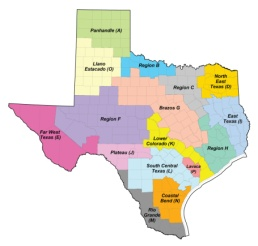 Panhandle (A)
Llano
Estacado (O)
Region B
Region C
North
East
Texas (D)
Brazos G
East
Texas (I)
Region F
Far West
Texas (E)
Lower
Colorado (K)
Region H
Plateau (J)
South Central
Texas (L)
Lavaca
(P)
Coastal
Bend (N)
Rio
Grande
(M)